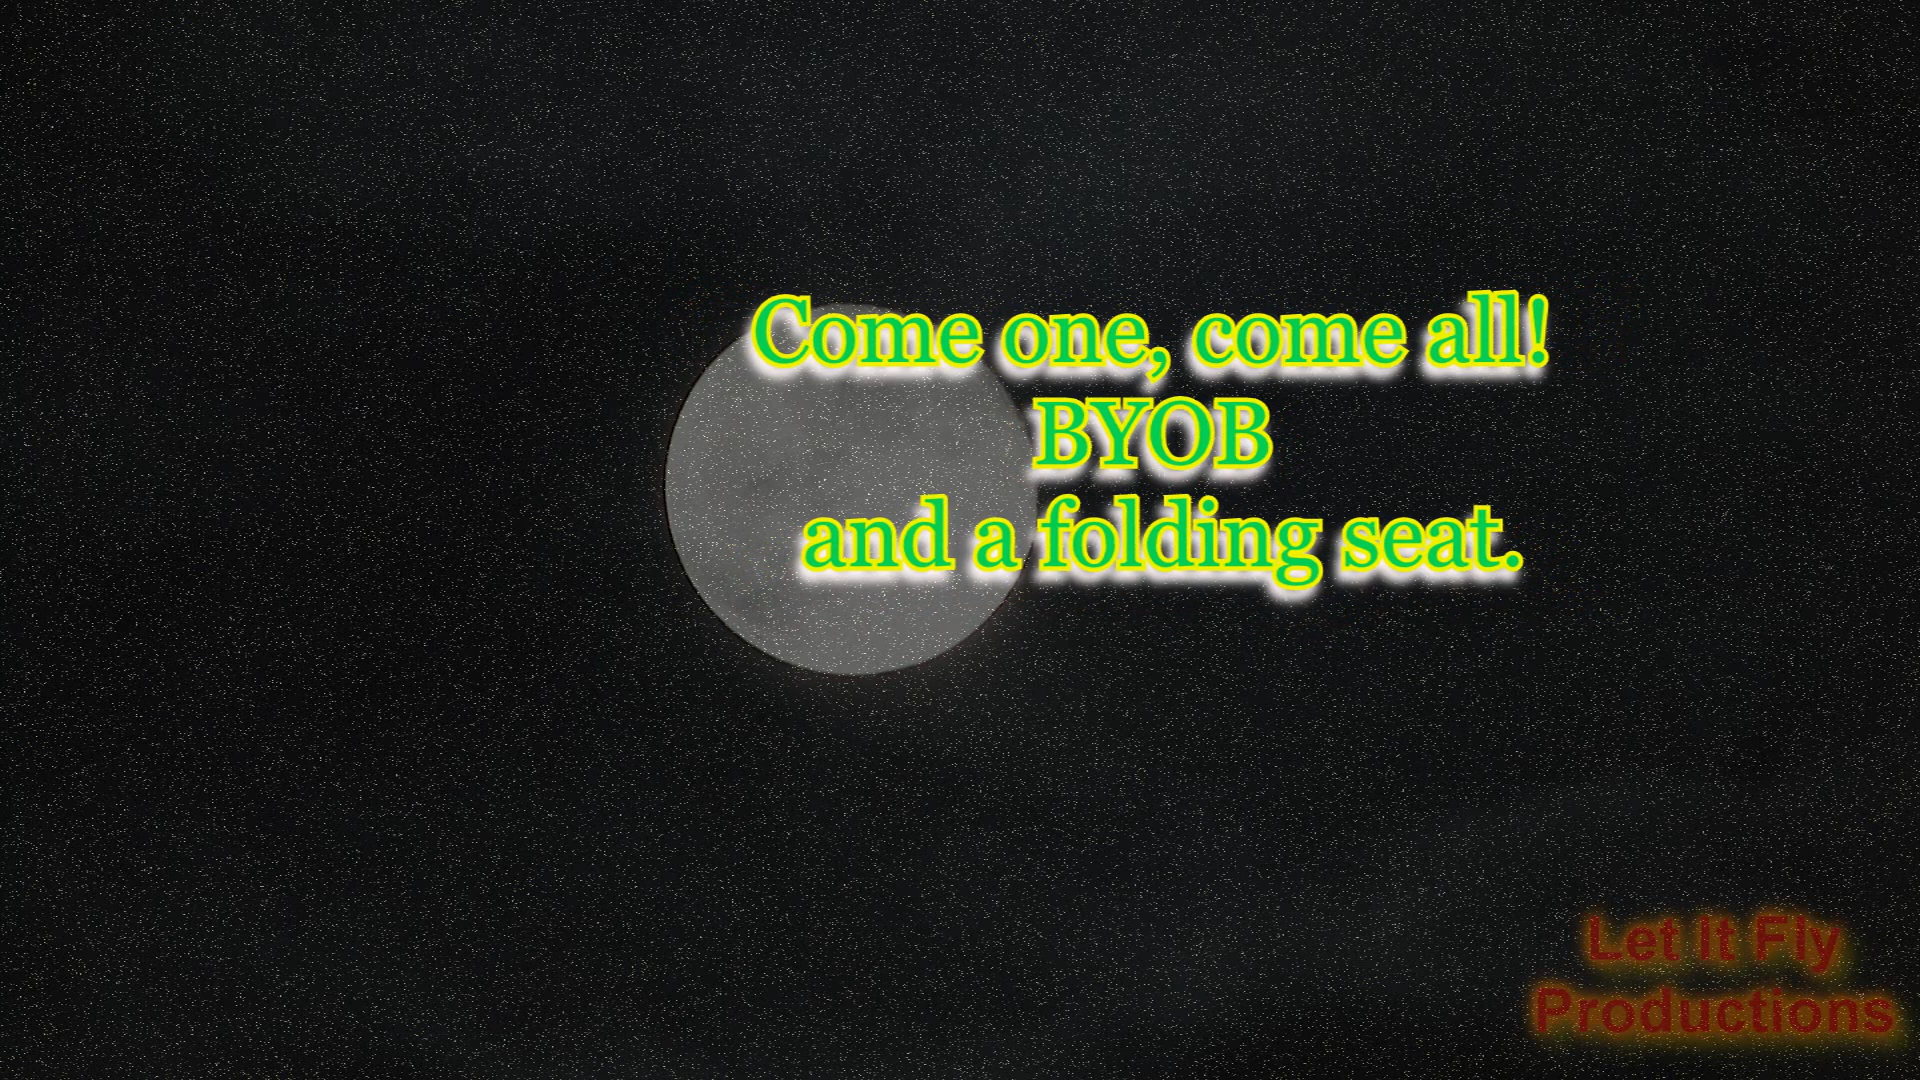 Come one, come all!
BYOB
and a folding seat.
Let it Fly
Productions